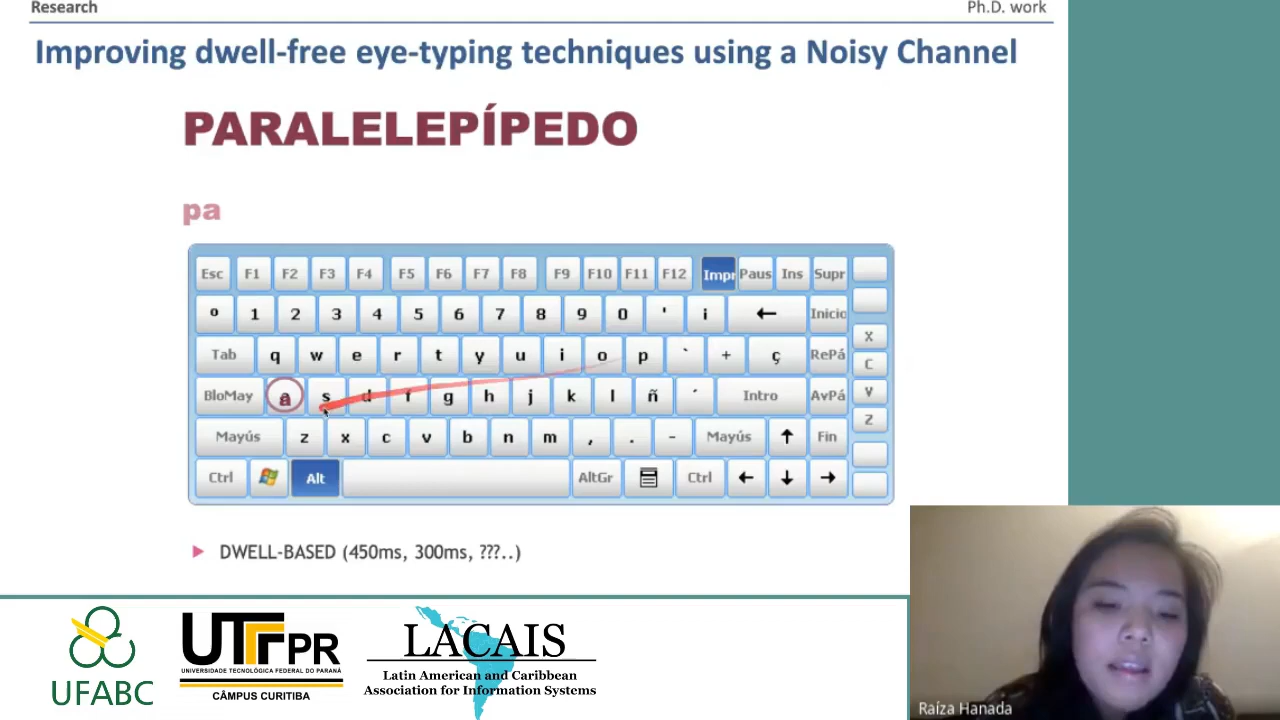 Research Ph.D. work
Improving dwell-free eye-typing techniques using a Noisy Channel
PARALELEPÍPEDO
pa
Esc F1 F2 F3 F4 F5 F6 F7 F8 F9 F10 F11 F12 Impr Paus Ins Supr
º 1 2 3 4 5 6 7 8 9 0 ' ¡ ← Inicio
Tab q w e r t y u i o p ` + ç RePá
X
C
BloMay a s d f g h j k l ñ ´ Intro AvPá
V
Z
Mayús z x c v b n m , . - Mayús ↑ Fin
Ctrl Alt AltGr Ctrl ← ↓ →
► DWELL-BASED (450ms, 300ms, ???..)
UFABC
UTFPR
UNIVERSIDADE TECNOLÓGICA FEDERAL DO PARANÁ
CÂMPUS CURITIBA
LACAIS
Latin American and Caribbean
Association for Information Systems
Raíza Hanada